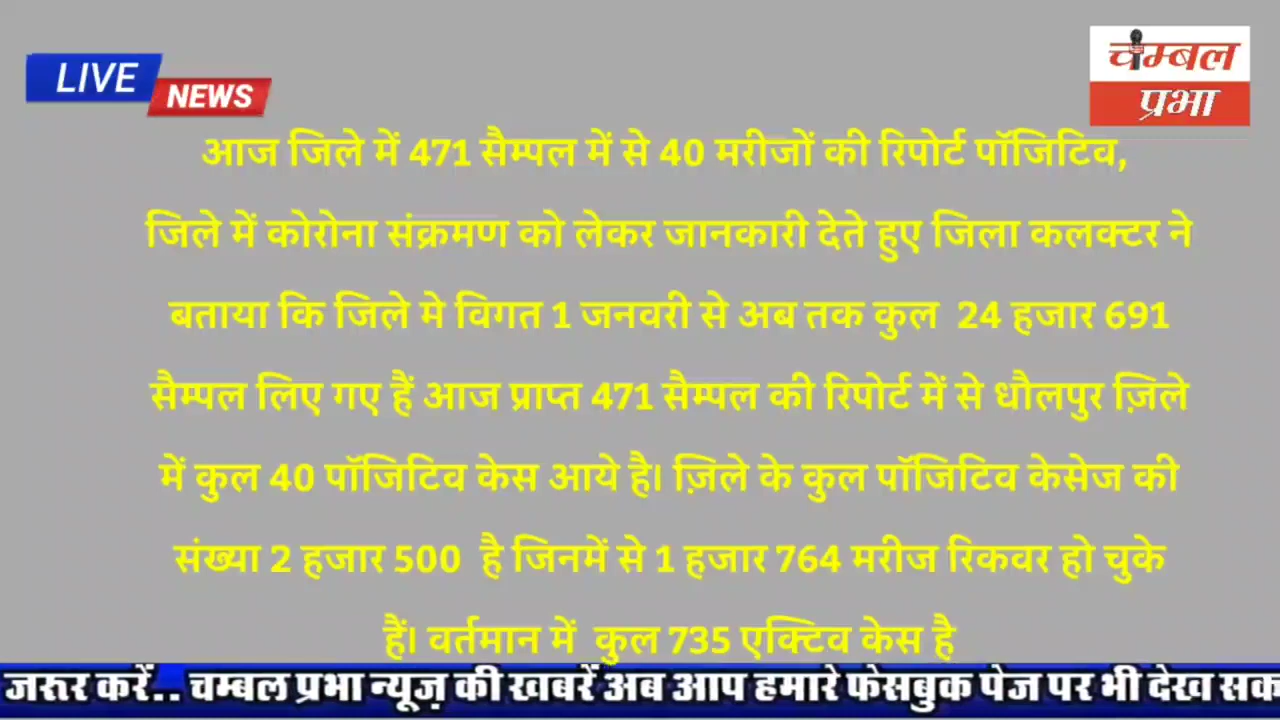 LIVE
NEWS
चम्बल
प्रभा
आज जिले में 471 सैम्पल में से 40 मरीजों की रिपोर्ट पॉजिटिव,
जिले में कोरोना संक्रमण को लेकर जानकारी देते हुए जिला कलक्टर ने
बताया कि जिले मे विगत 1 जनवरी से अब तक कुल 24 हजार 691
सैम्पल लिए गए हैं आज प्राप्त 471 सैम्पल की रिपोर्ट में से धौलपुर ज़िले
में कुल 40 पॉजिटिव केस आये है। ज़िले के कुल पॉजिटिव केसेज की
संख्या 2 हजार 500 है जिनमें से 1 हजार 764 मरीज रिकवर हो चुके
हैं। वर्तमान में कुल 735 एक्टिव केस है
जरूर करें.. चम्बल प्रभा न्यूज़ की खबरें अब आप हमारे फेसबुक पेज पर भी देख सक